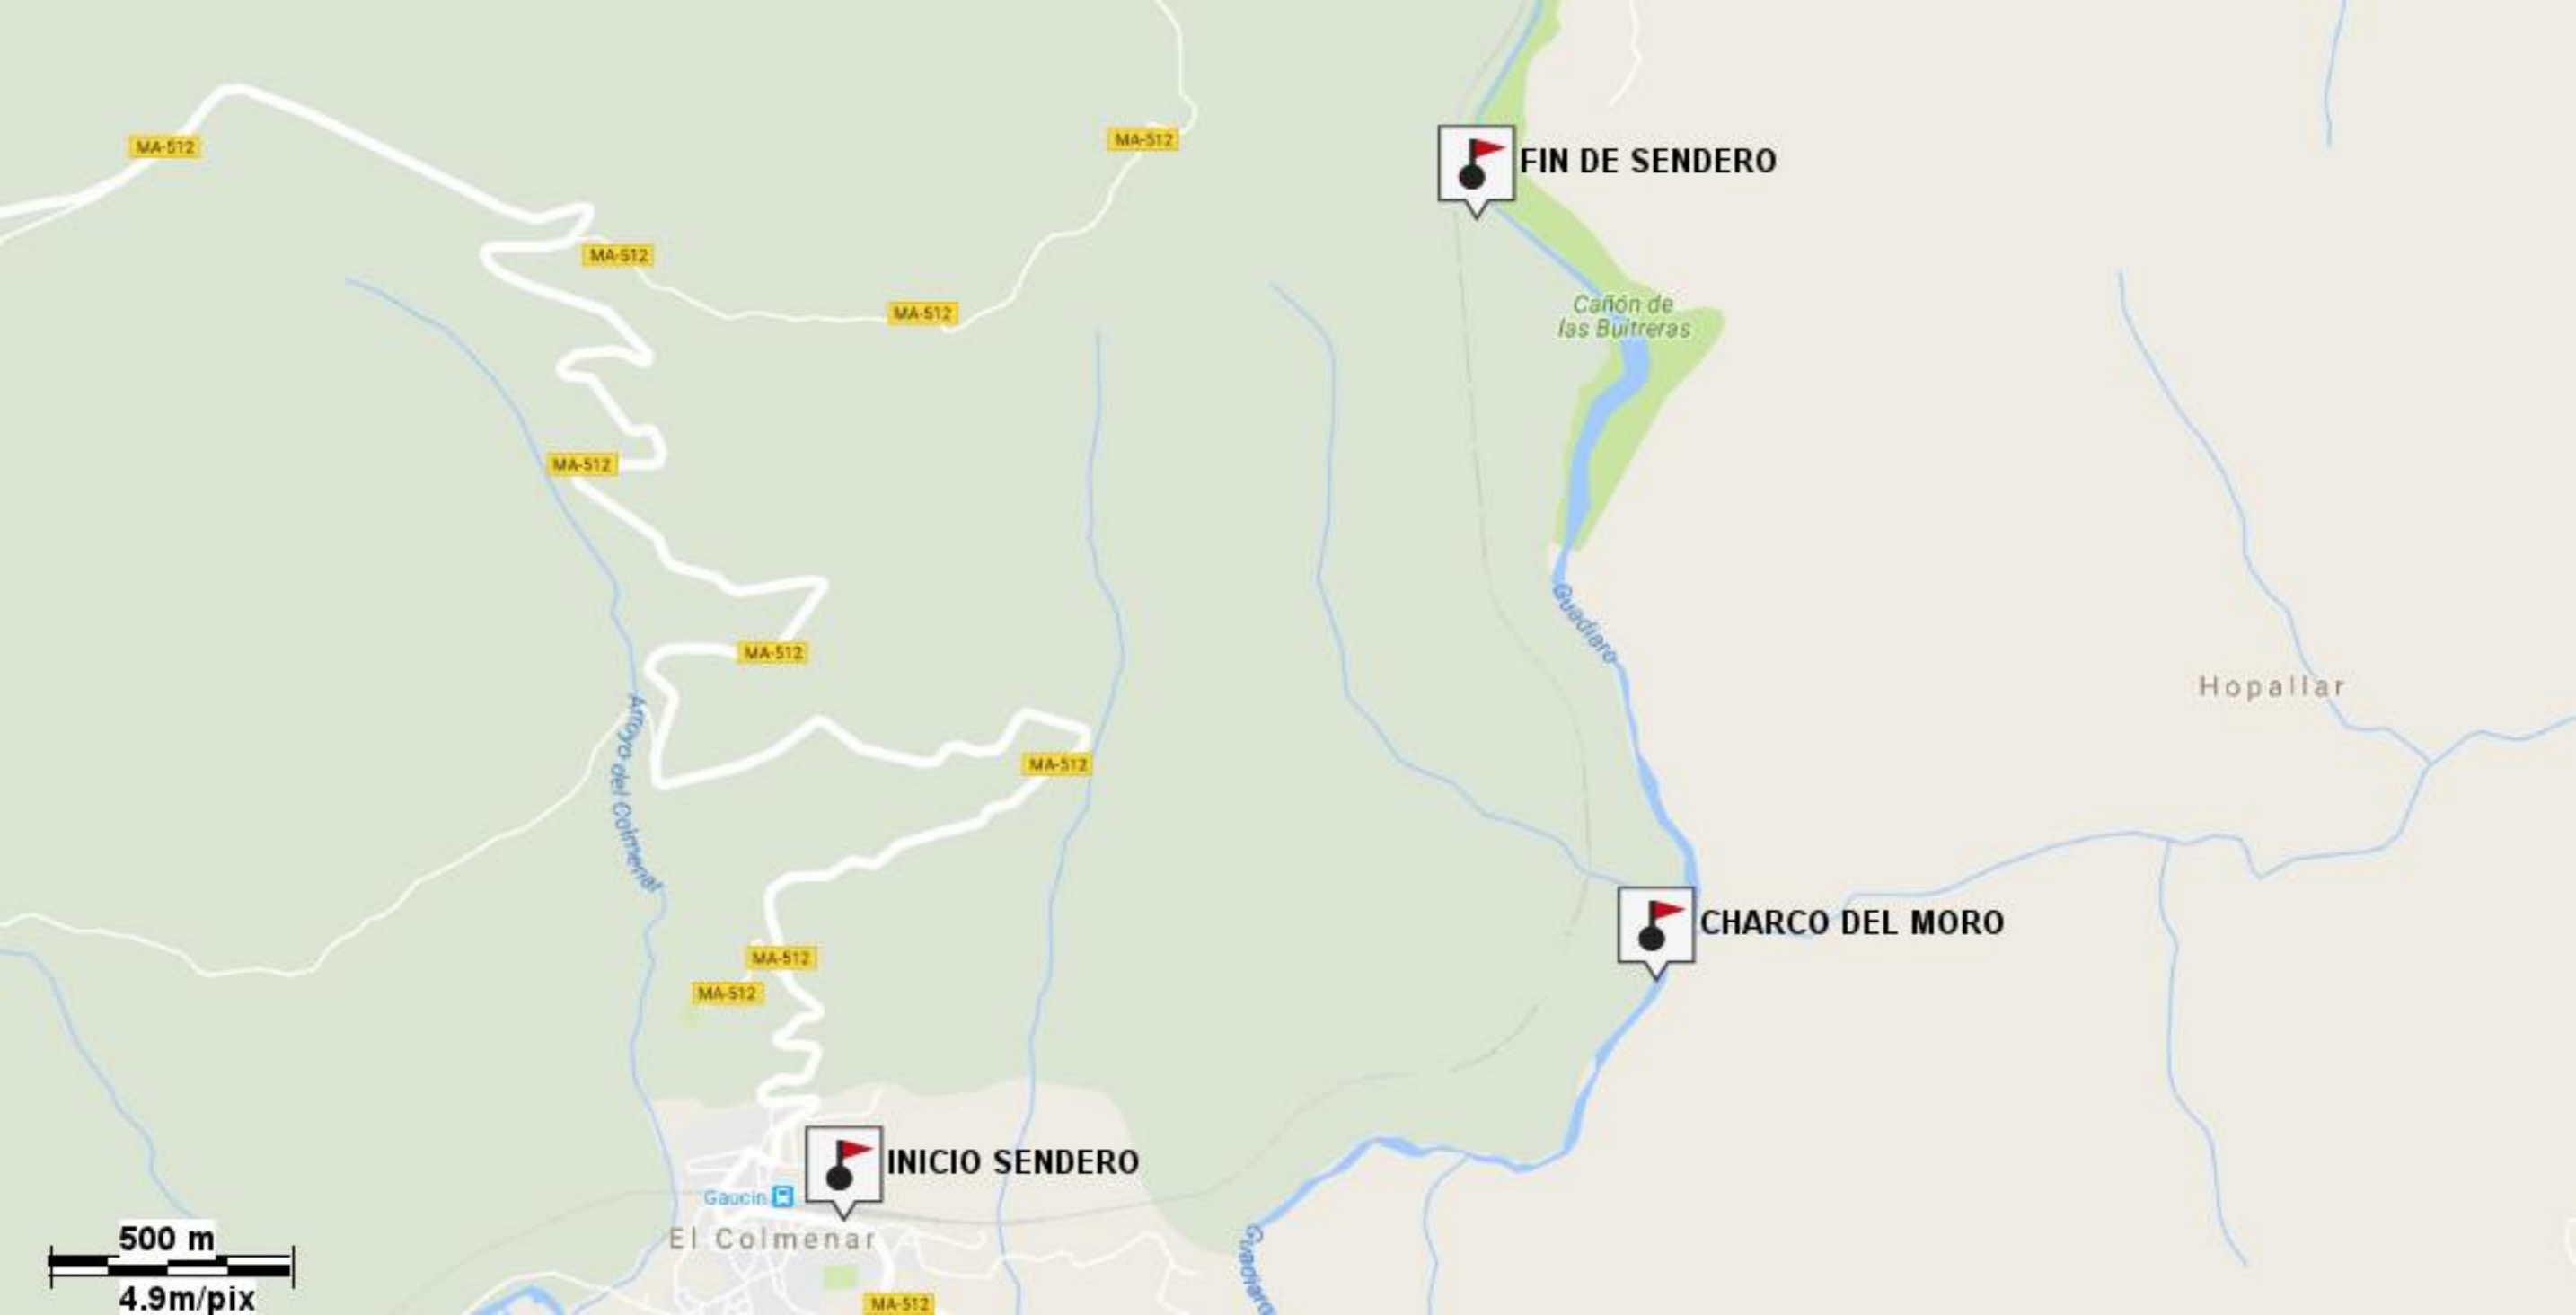 MA-512
MA-512
FIN DE SENDERO
MA-512
MA-512
Cañón de
las Buitreras
MA-512
Guadiaro
MA-512
Hopallar
Arroyo del Colmenar
MA-512
CHARCO DEL MORO
MA-512
MA-512
INICIO SENDERO
Gaucin
El Colmenar
500 m
Guadiaro
4.9m/pix
MA-512